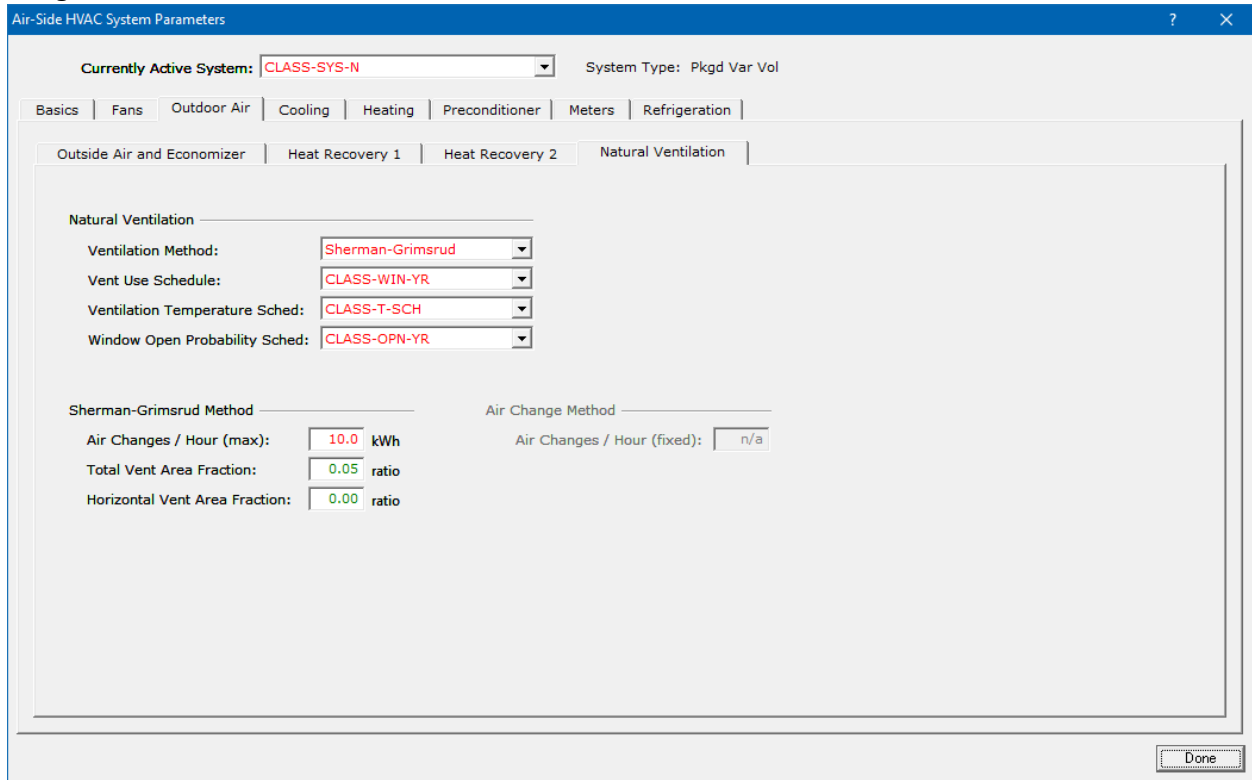 Air-Side HVAC System Parameters ? ×
Currently Active System: CLASS-SYS-N System Type: Pkgd Var Vol
Basics Fans Outdoor Air Cooling Heating Preconditioner Meters Refrigeration
Outside Air and Economizer Heat Recovery 1 Heat Recovery 2 Natural Ventilation
Natural Ventilation
Ventilation Method: Sherman-Grimsrud
Vent Use Schedule: CLASS-WIN-YR
Ventilation Temperature Sched: CLASS-T-SCH
Window Open Probability Sched: CLASS-OPN-YR
Sherman-Grimsrud Method Air Change Method
Air Changes / Hour (max): 10.0 kWh Air Changes / Hour (fixed): n/a
Total Vent Area Fraction: 0.05 ratio
Horizontal Vent Area Fraction: 0.00 ratio
Done